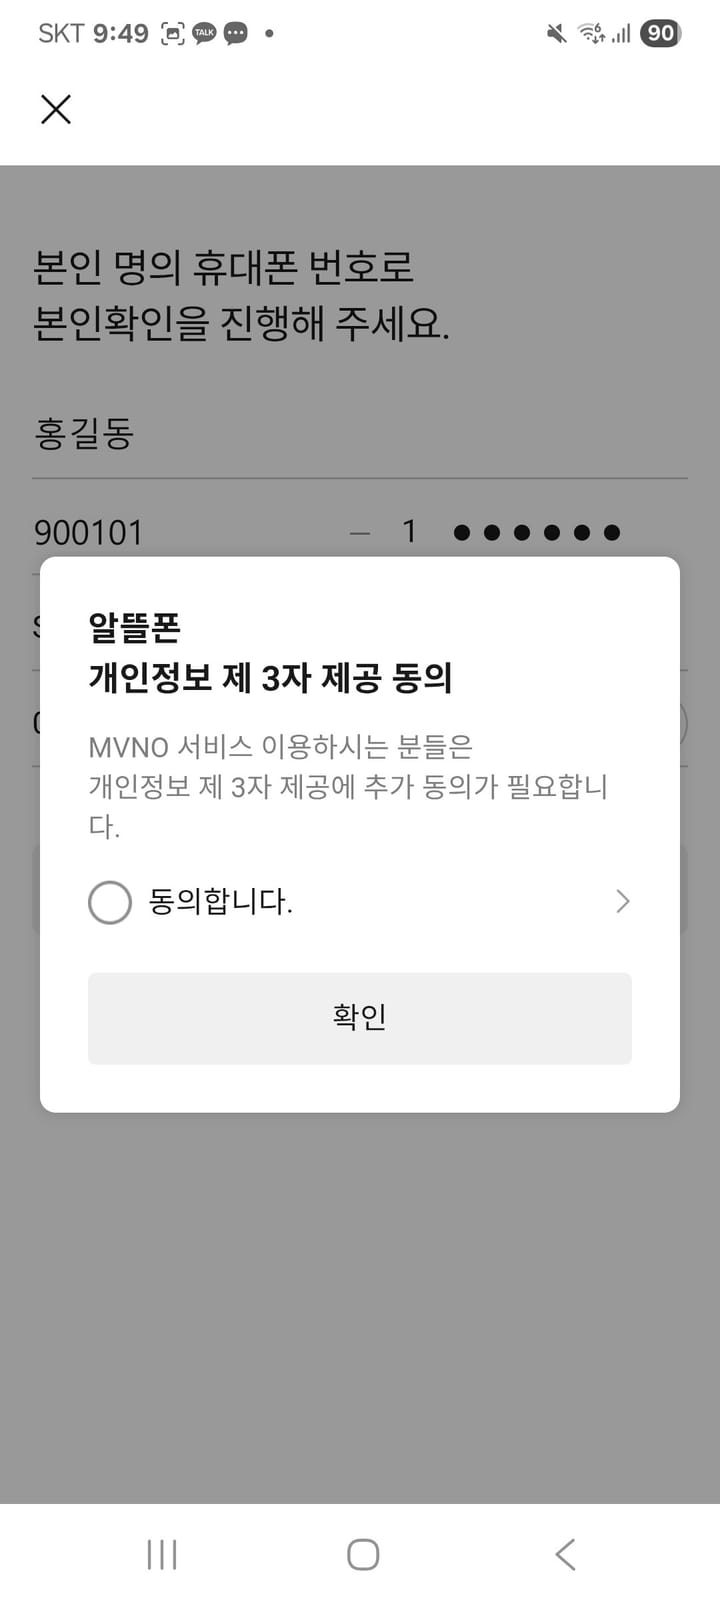 SKT 9:49 TALK 6 90
본인 명의 휴대폰 번호로
본인확인을 진행해 주세요.
홍길동
900101 – 1 ●●●●●●
알뜰폰
개인정보 제 3자 제공 동의
MVNO 서비스 이용하시는 분들은
개인정보 제 3자 제공에 추가 동의가 필요합니
다.
동의합니다.
확인